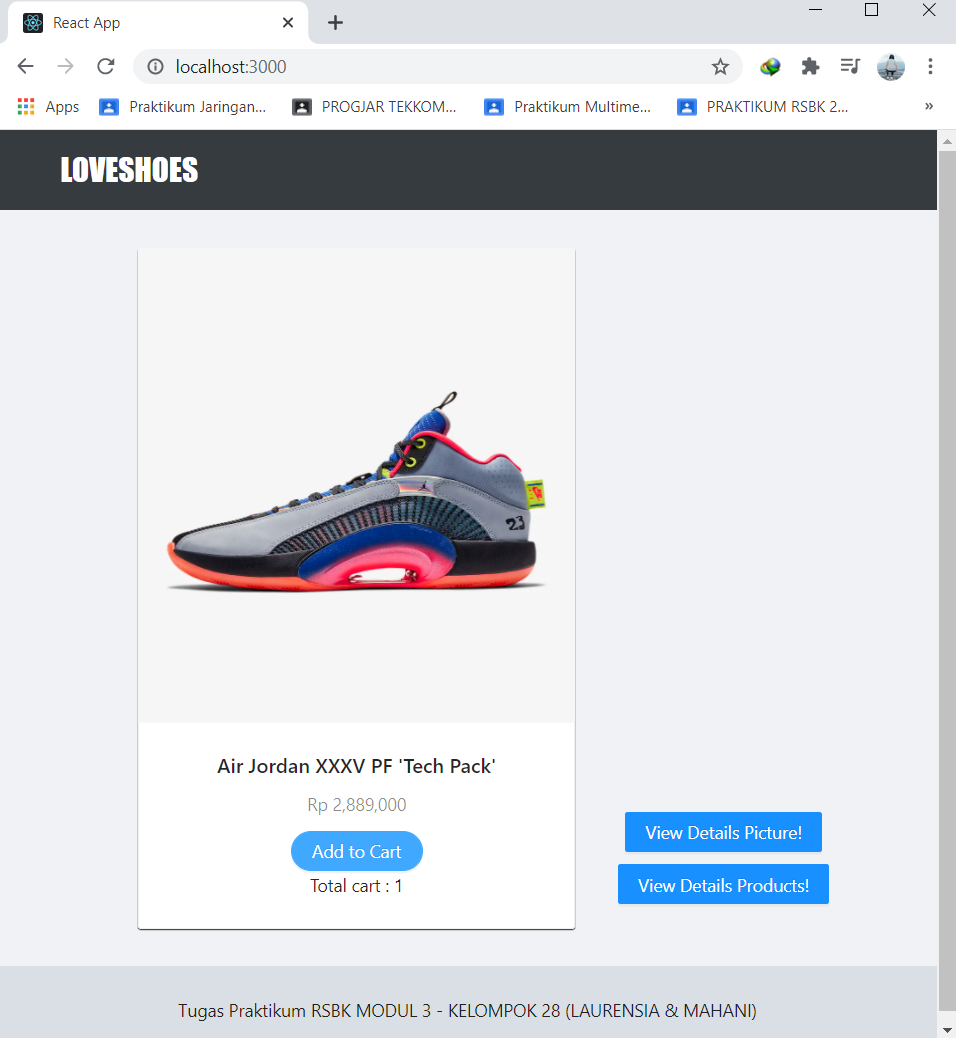 React App
localhost:3000
Apps Praktikum Jaringan... PROGJAR TEKKOM... Praktikum Multime... PRAKTIKUM RSBK 2... »
LOVESHOES
23
Air Jordan XXXV PF 'Tech Pack'
Rp 2,889,000
Add to Cart
Total cart : 1
View Details Picture!
View Details Products!
Tugas Praktikum RSBK MODUL 3 - KELOMPOK 28 (LAURENSIA & MAHANI)